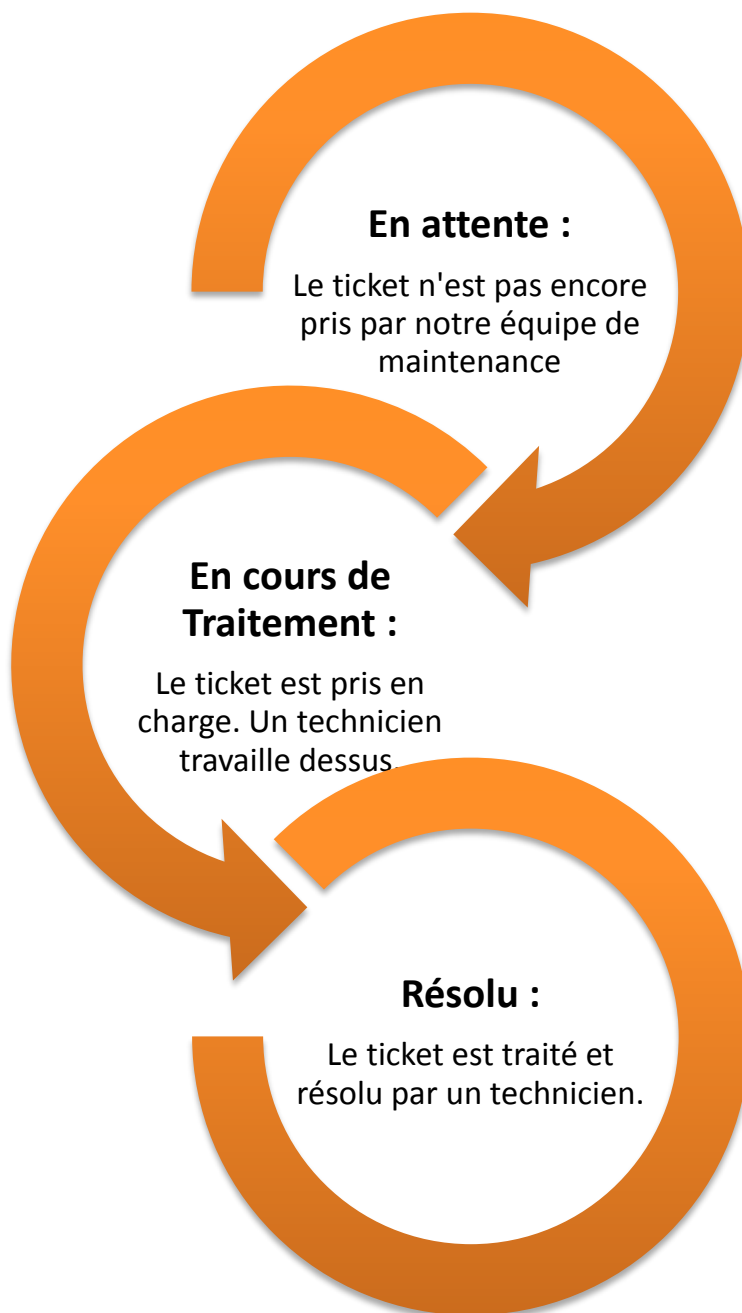 En attente :
Le ticket n'est pas encore
pris par notre équipe de
maintenance
En cours de
Traitement :
Le ticket est pris en
charge. Un technicien
travaille dessus.
Résolu :
Le ticket est traité et
résolu par un technicien.